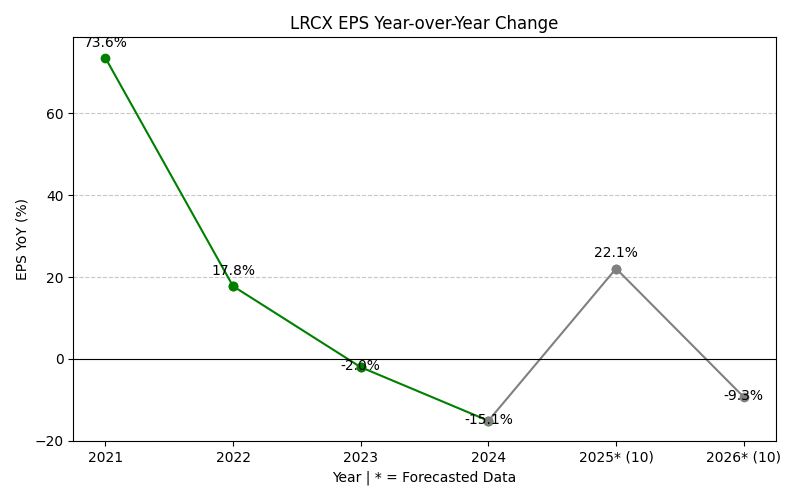 LRCX EPS Year-over-Year Change
73.6%
60
40
22.1%
17.8%
20
0
-2.0%
-9.3%
-15.1%
−20
EPS YoY (%)
2021 2022 2023 2024 2025* (10) 2026* (10)
Year | * = Forecasted Data